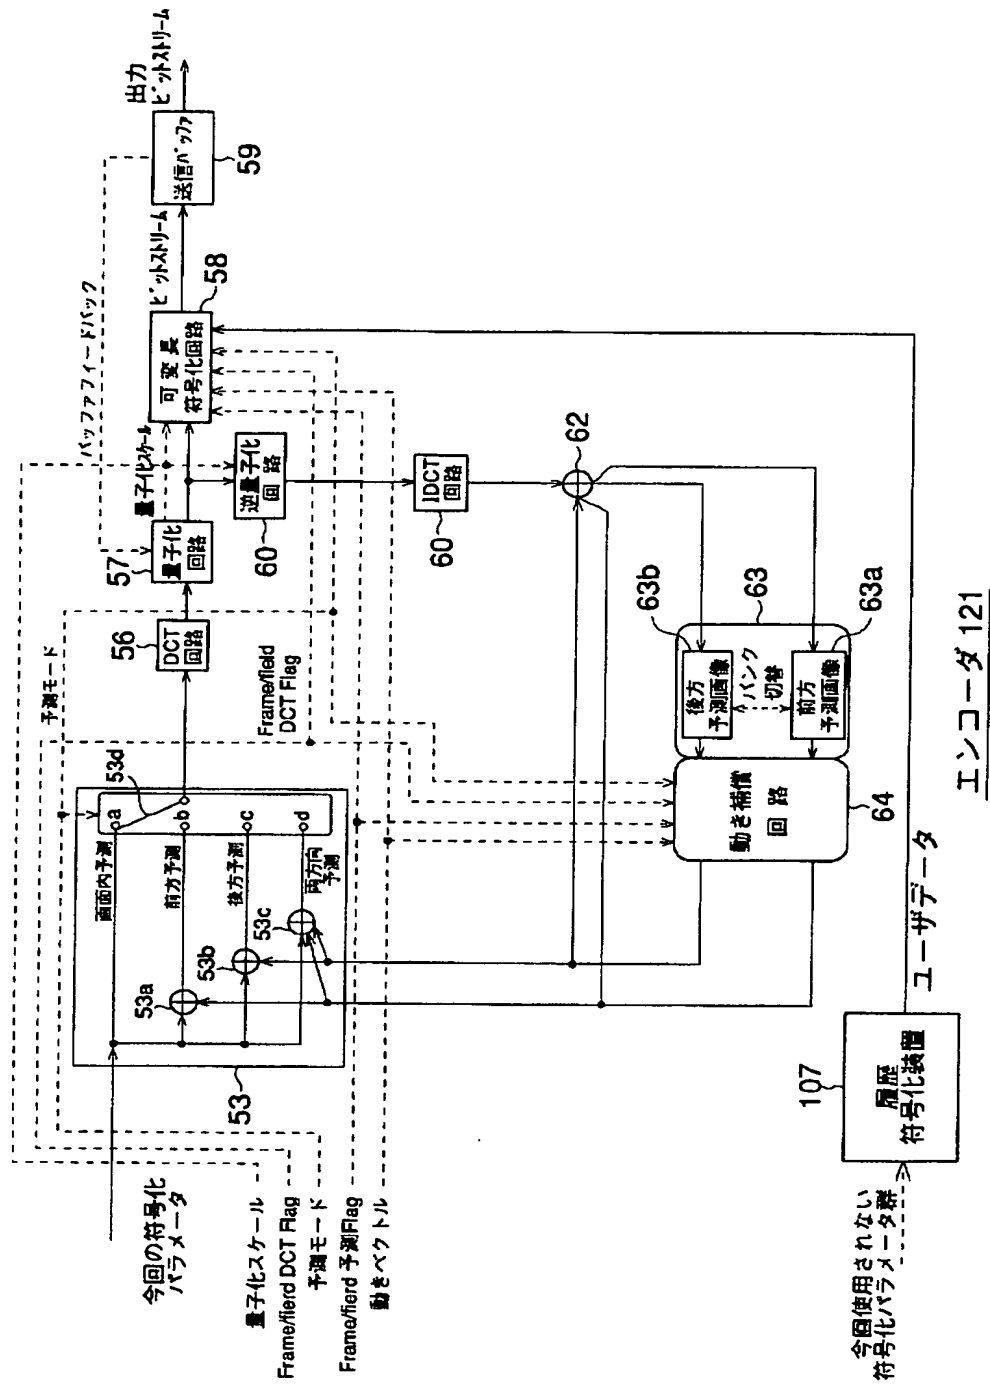 今回の符号化
パラメータ
量子化スケール
Frame/fierd DCT Flag
予測モード
Frame/fierd 予測Flag
動きベクトル
53
53a
53b
53c
53d
画面内予測
前方予測
後方予測
両方向
予測
a
b
c
d
予測モード
Frame/field
DCT Flag
56
DCT
回路
57
量子化
回路
量子化スケール
バッファフィードバック
可変長
符号化回路
58
ビットストリーム
送信バッファ
59
出力
ビットストリーム
逆量子化
回路
60
IDCT
回路
60
62
63
63b
後方
予測画像
バンク
切替
前方
予測画像
63a
動き補償
回路
64
今回使用されない
符号化パラメータ群
107
履歴
符号化装置
ユーザデータ
エンコーダ 121